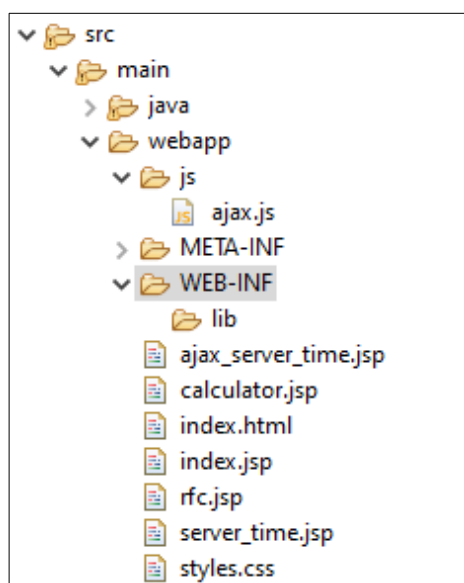 src
main
java
webapp
js
ajax.js
META-INF
WEB-INF
lib
ajax_server_time.jsp
calculator.jsp
index.html
index.jsp
rfc.jsp
server_time.jsp
styles.css